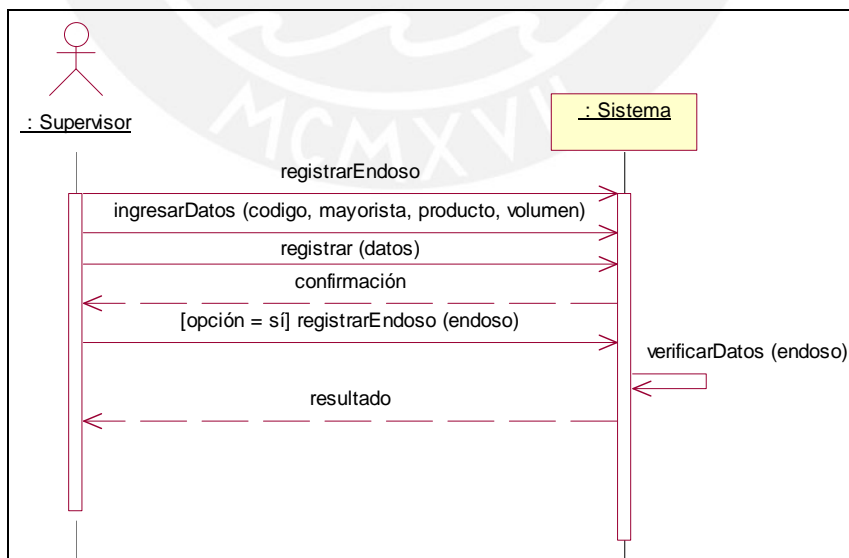 MCMXVII
: Supervisor
: Sistema
registrarEndoso
ingresarDatos (codigo, mayorista, producto, volumen)
registrar (datos)
confirmación
[opción = sí] registrarEndoso (endoso)
verificarDatos (endoso)
resultado